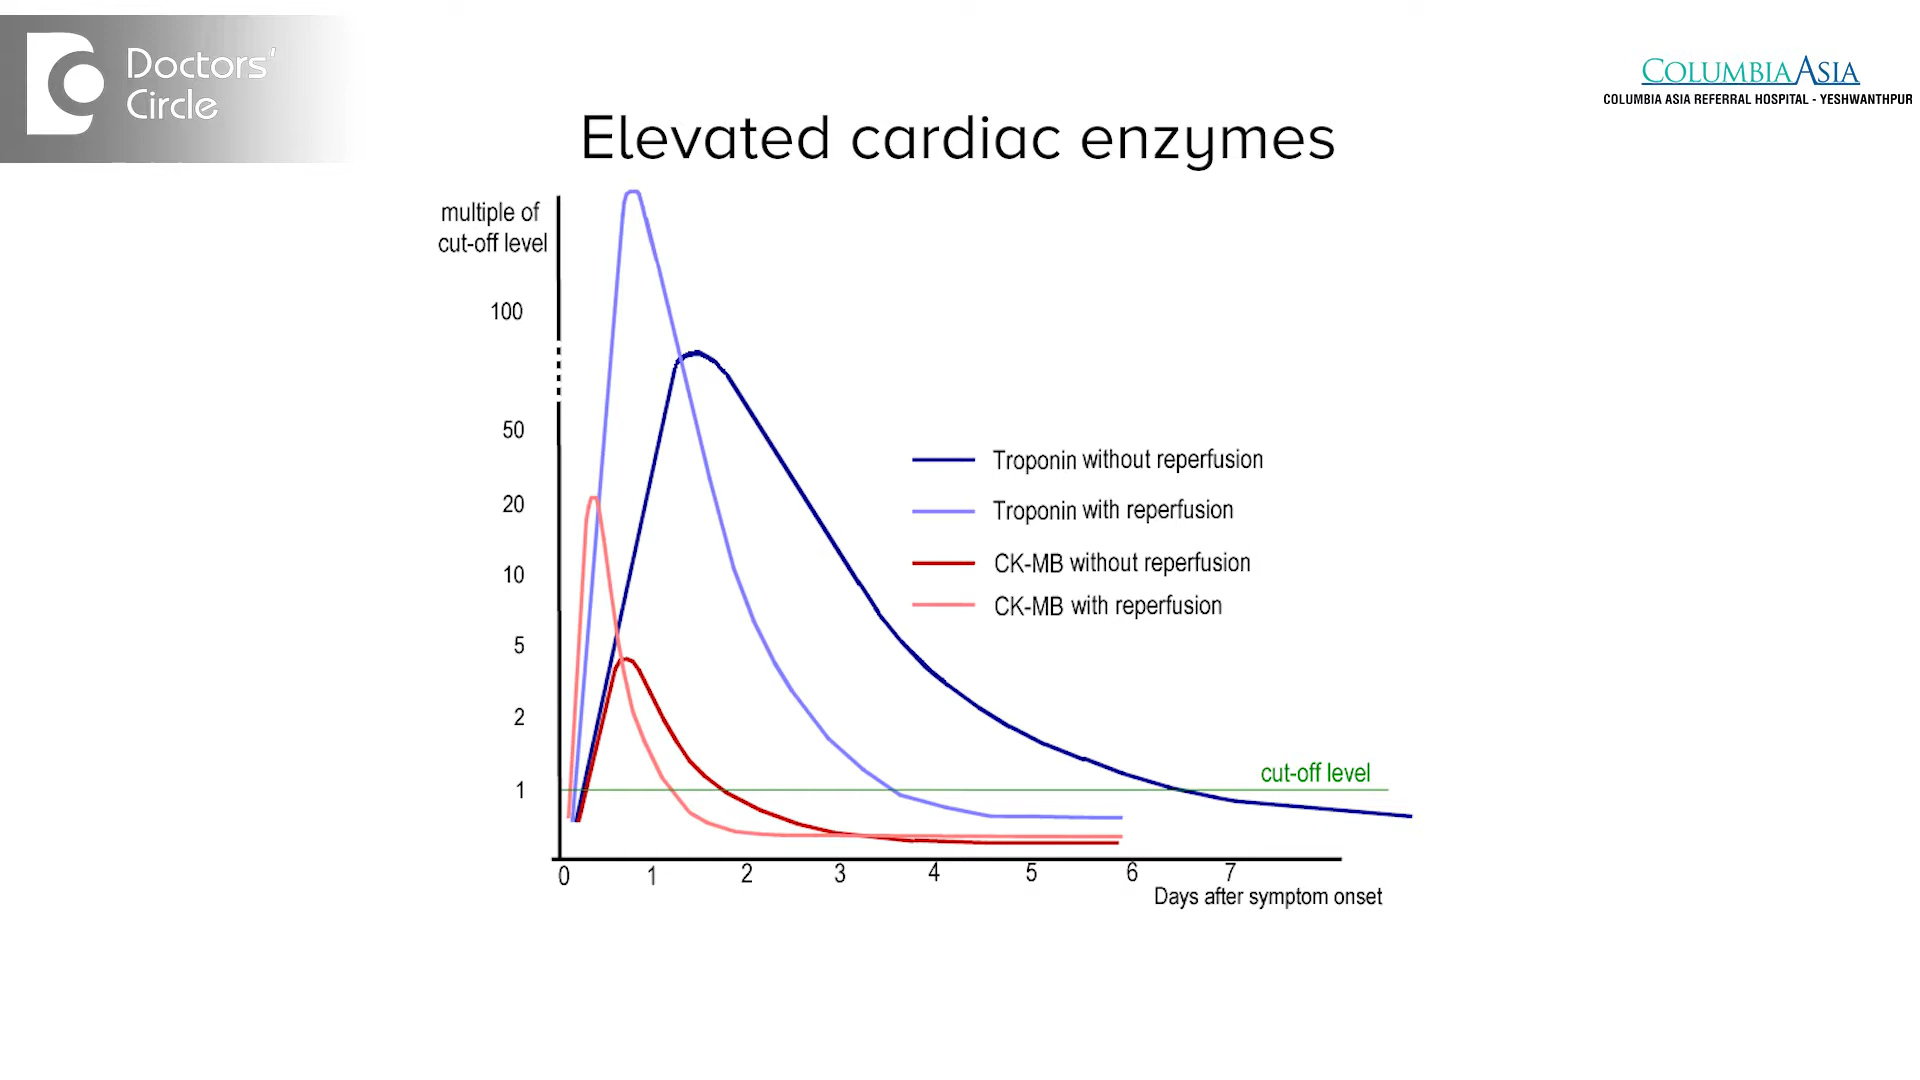 Doctors'
Circle
COLUMBIAASIA
COLUMBIA ASIA REFERRAL HOSPITAL - YESHWANTHPUR
Elevated cardiac enzymes
multiple of
cut-off level
100
50
20
10
5
2
1
Troponin without reperfusion
Troponin with reperfusion
CK-MB without reperfusion
CK-MB with reperfusion
cut-off level
0 1 2 3 4 5 6 7
Days after symptom onset